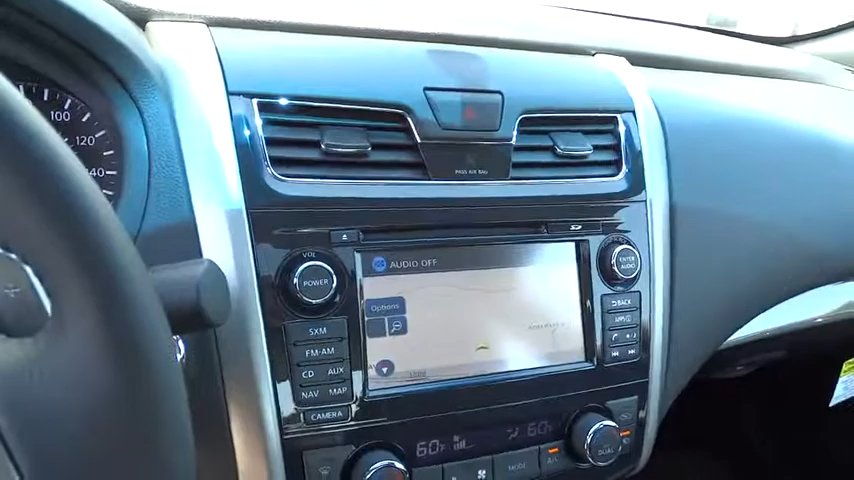 100
120
140
PASS AIR BAG
VOL
POWER
AUDIO OFF
ENTER
AUDIO
Options
SXM
FM·AM
CD AUX
NAV MAP
CAMERA
BACK
APPS
60°F
60°F
MODE
A/C
DUAL